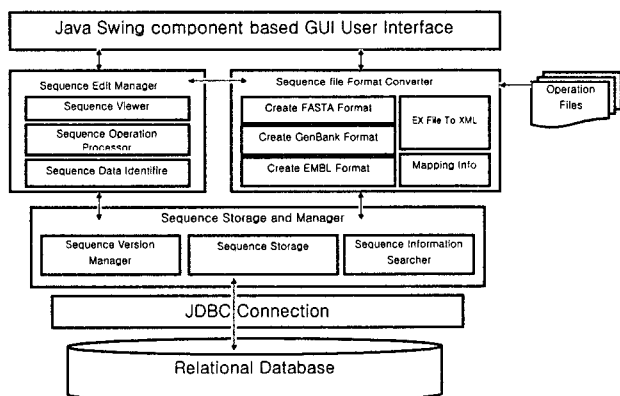 Java Swing component based GUI User Interface
Sequence Edit Manager
Sequence Viewer
Sequence Operation
Processor
Sequence Data Identifire
Sequence file Format Converter
Create FASTA Format
Create GenBank Format
Create EMBL Format
EX File To XML
Mapping Info
Operation
Files
Sequence Storage and Manager
Sequence Version
Manager
Sequence Storage
Sequence Information
Searcher
JDBC Connection
Relational Database